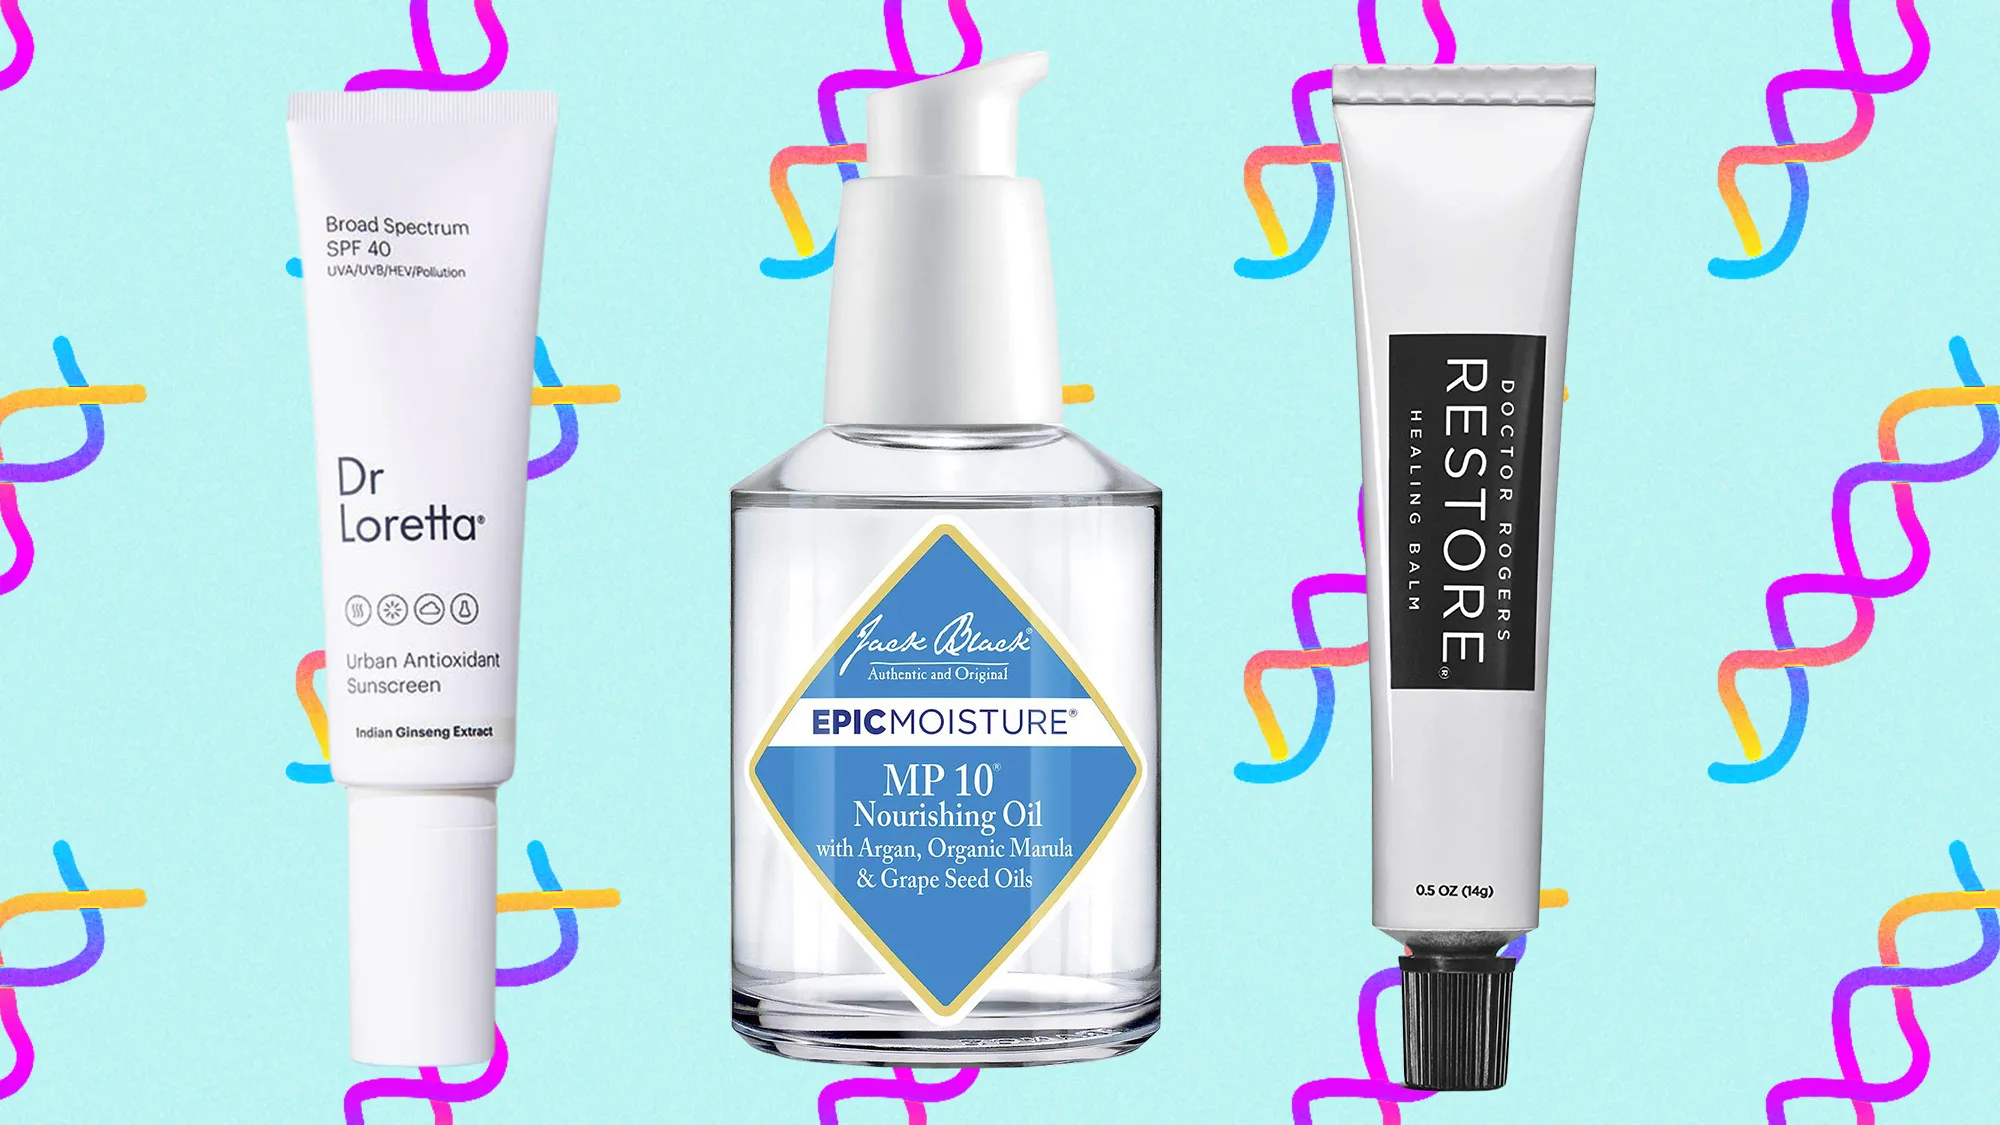 Broad Spectrum
SPF 40
UVA/UVB/HEV/Pollution
Dr
Loretta®
Urban Antioxidant
Sunscreen
Indian Ginseng Extract
Jack Black®
Authentic and Original
EPICMOISTURE®
MP 10®
Nourishing Oil
with Argan, Organic Marula
& Grape Seed Oils
DOCTOR ROGERS
RESTORE®
HEALING BALM
0.5 OZ (14g)